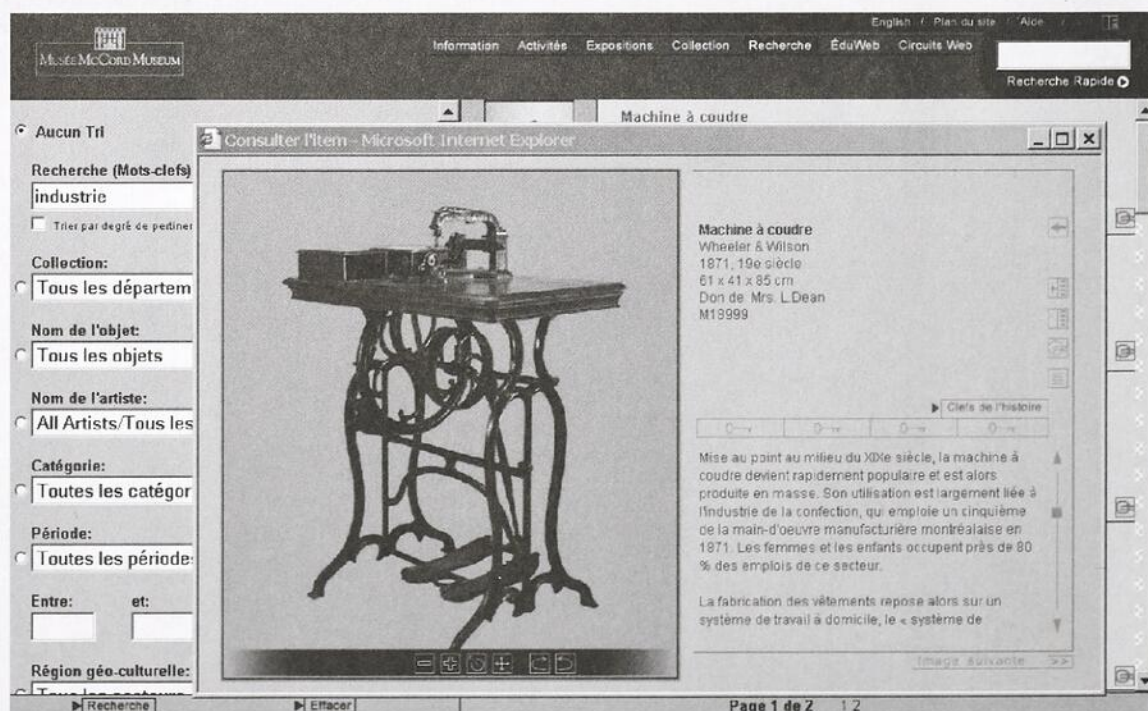 English / Plan du site / Aide
MUSÉE MCCORD MUSEUM
Information Activités Expositions Collection Recherche ÉduWeb Circuits Web
Recherche Rapide
Machine à coudre
Aucun Tri
Consulter l'item - Microsoft Internet Explorer
Recherche (Mots-clefs)
industrie
Trier par degré de pertiner
Collection:
Tous les départem
Nom de l'objet:
Tous les objets
Nom de l'artiste:
All Artists/Tous les
Catégorie:
Toutes les catégor
Période:
Toutes les périodes
Entre: et:
Région géo-culturelle:
Machine à coudre
Wheeler & Wilson
1871, 19e siècle
61 x 41 x 85 cm
Don de Mrs. L.Dean
M18999
Clefs de l'histoire
Mise au point au milieu du XIXe siècle, la machine à
coudre devient rapidement populaire et est alors
produite en masse. Son utilisation est largement liée à
l'industrie de la confection, qui emploie un cinquième
de la main-d'oeuvre manufacturière montréalaise en
1871. Les femmes et les enfants occupent près de 80
% des emplois de ce secteur.
La fabrication des vêtements repose alors sur un
système de travail à domicile, le « système de
Image suivante >>
Recherche Effacer Page 1 de 2 1 2